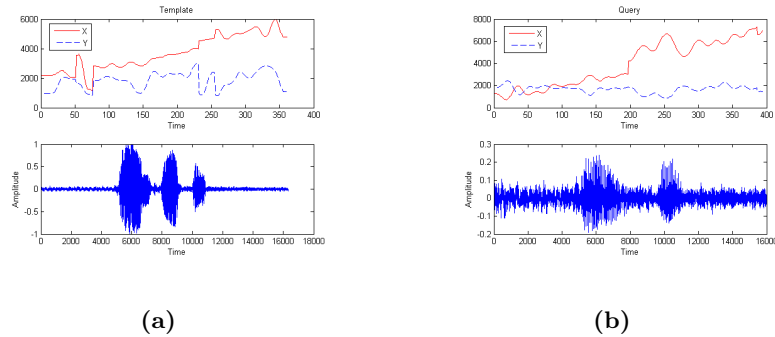 Template
6000
4000
2000
0
X
Y
0 50 100 150 200 250 300 350 400
Time
1
0.5
0
-0.5
-1
Amplitude
0 2000 4000 6000 8000 10000 12000 14000 16000 18000
Time
(a)
Query
8000
6000
4000
2000
0
X
Y
0 50 100 150 200 250 300 350 400
Time
0.3
0.2
0.1
0
-0.1
-0.2
Amplitude
0 2000 4000 6000 8000 10000 12000 14000 16000
Time
(b)